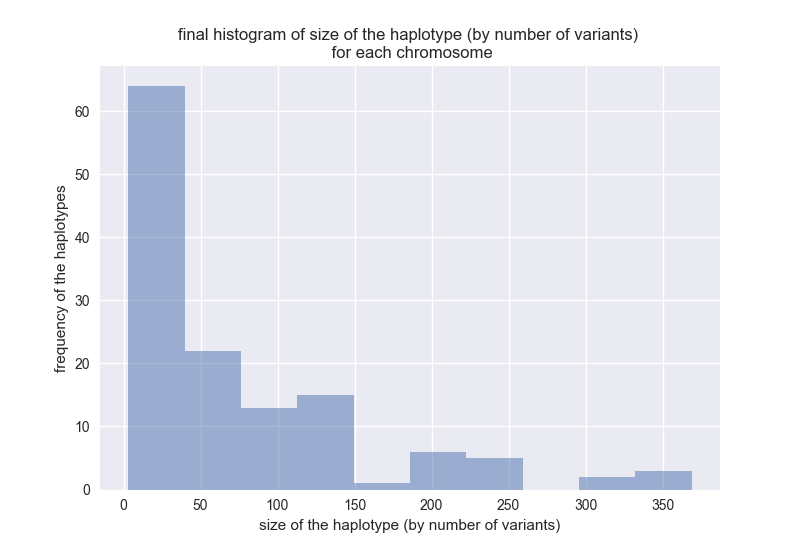 final histogram of size of the haplotype (by number of variants)
for each chromosome
frequency of the haplotypes
60
50
40
30
20
10
0
0 50 100 150 200 250 300 350
size of the haplotype (by number of variants)